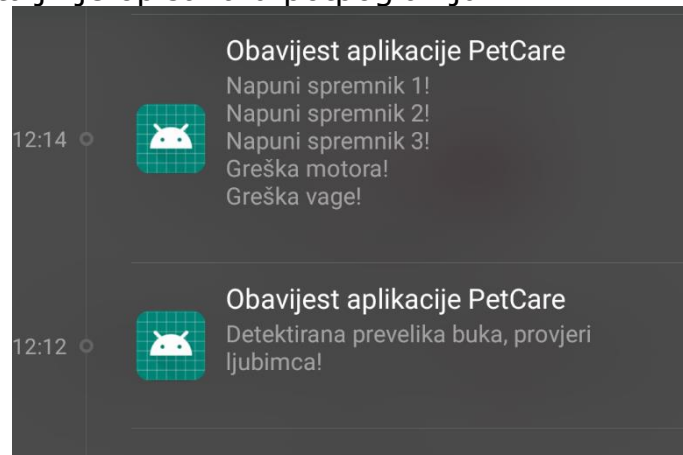 Obavijest aplikacije PetCare
Napuni spremnik 1!
Napuni spremnik 2!
12:14
Napuni spremnik 3!
Greška motora!
Greška vage!
Obavijest aplikacije PetCare
12:12
Detektirana prevelika buka, provjeri
ljubimca!